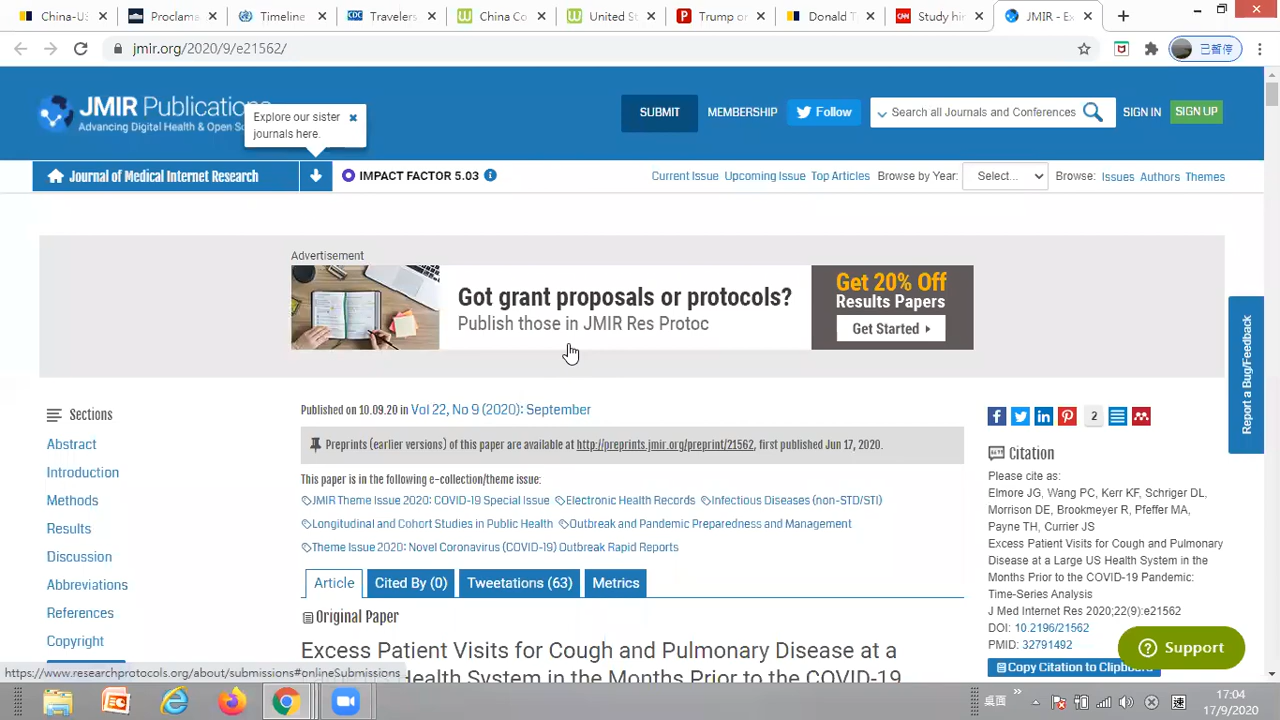 China-US
Proclama
Timeline
Travelers
China Co
United St
Trump or
Donald T
Study hi
JMIR - Ex
jmir.org/2020/9/e21562/
已暫停
JMIR Publications
Advancing Digital Health & Open S
Explore our sister
journals here.
SUBMIT
MEMBERSHIP
Follow
Search all Journals and Conferences
SIGN IN
SIGN UP
Journal of Medical Internet Research
IMPACT FACTOR 5.03
Current Issue
Upcoming Issue
Top Articles
Browse by Year:
Select...
Browse:
Issues
Authors
Themes
Advertisement
Got grant proposals or protocols?
Publish those in JMIR Res Protoc
Get 20% Off
Results Papers
Get Started
Report a Bug/Feedback
Sections
Abstract
Introduction
Methods
Results
Discussion
Abbreviations
References
Copyright
Published on 10.09.20 in Vol 22, No 9 (2020): September
Preprints (earlier versions) of this paper are available at http://preprints.jmir.org/preprint/21562, first published Jun 17, 2020.
This paper is in the following e-collection/theme issue:
JMIR Theme Issue 2020: COVID-19 Special Issue Electronic Health Records Infectious Diseases (non-STD/STI)
Longitudinal and Cohort Studies in Public Health Outbreak and Pandemic Preparedness and Management
Theme Issue 2020: Novel Coronavirus (COVID-19) Outbreak Rapid Reports
Article
Cited By (0)
Tweetations (63)
Metrics
Original Paper
Excess Patient Visits for Cough and Pulmonary Disease at a
Health System in the Months Prior to the COVID-19
2
Citation
Please cite as:
Elmore JG, Wang PC, Kerr KF, Schriger DL,
Morrison DE, Brookmeyer R, Pfeffer MA,
Payne TH, Currier JS
Excess Patient Visits for Cough and Pulmonary
Disease at a Large US Health System in the
Months Prior to the COVID-19 Pandemic:
Time-Series Analysis
J Med Internet Res 2020;22(9):e21562
DOI: 10.2196/21562
PMID: 32791492
Copy Citation to Clipboard
Support
https://www.researchprotocols.org/about/submissions#onlineSubmissions
桌面
17:04
17/9/2020